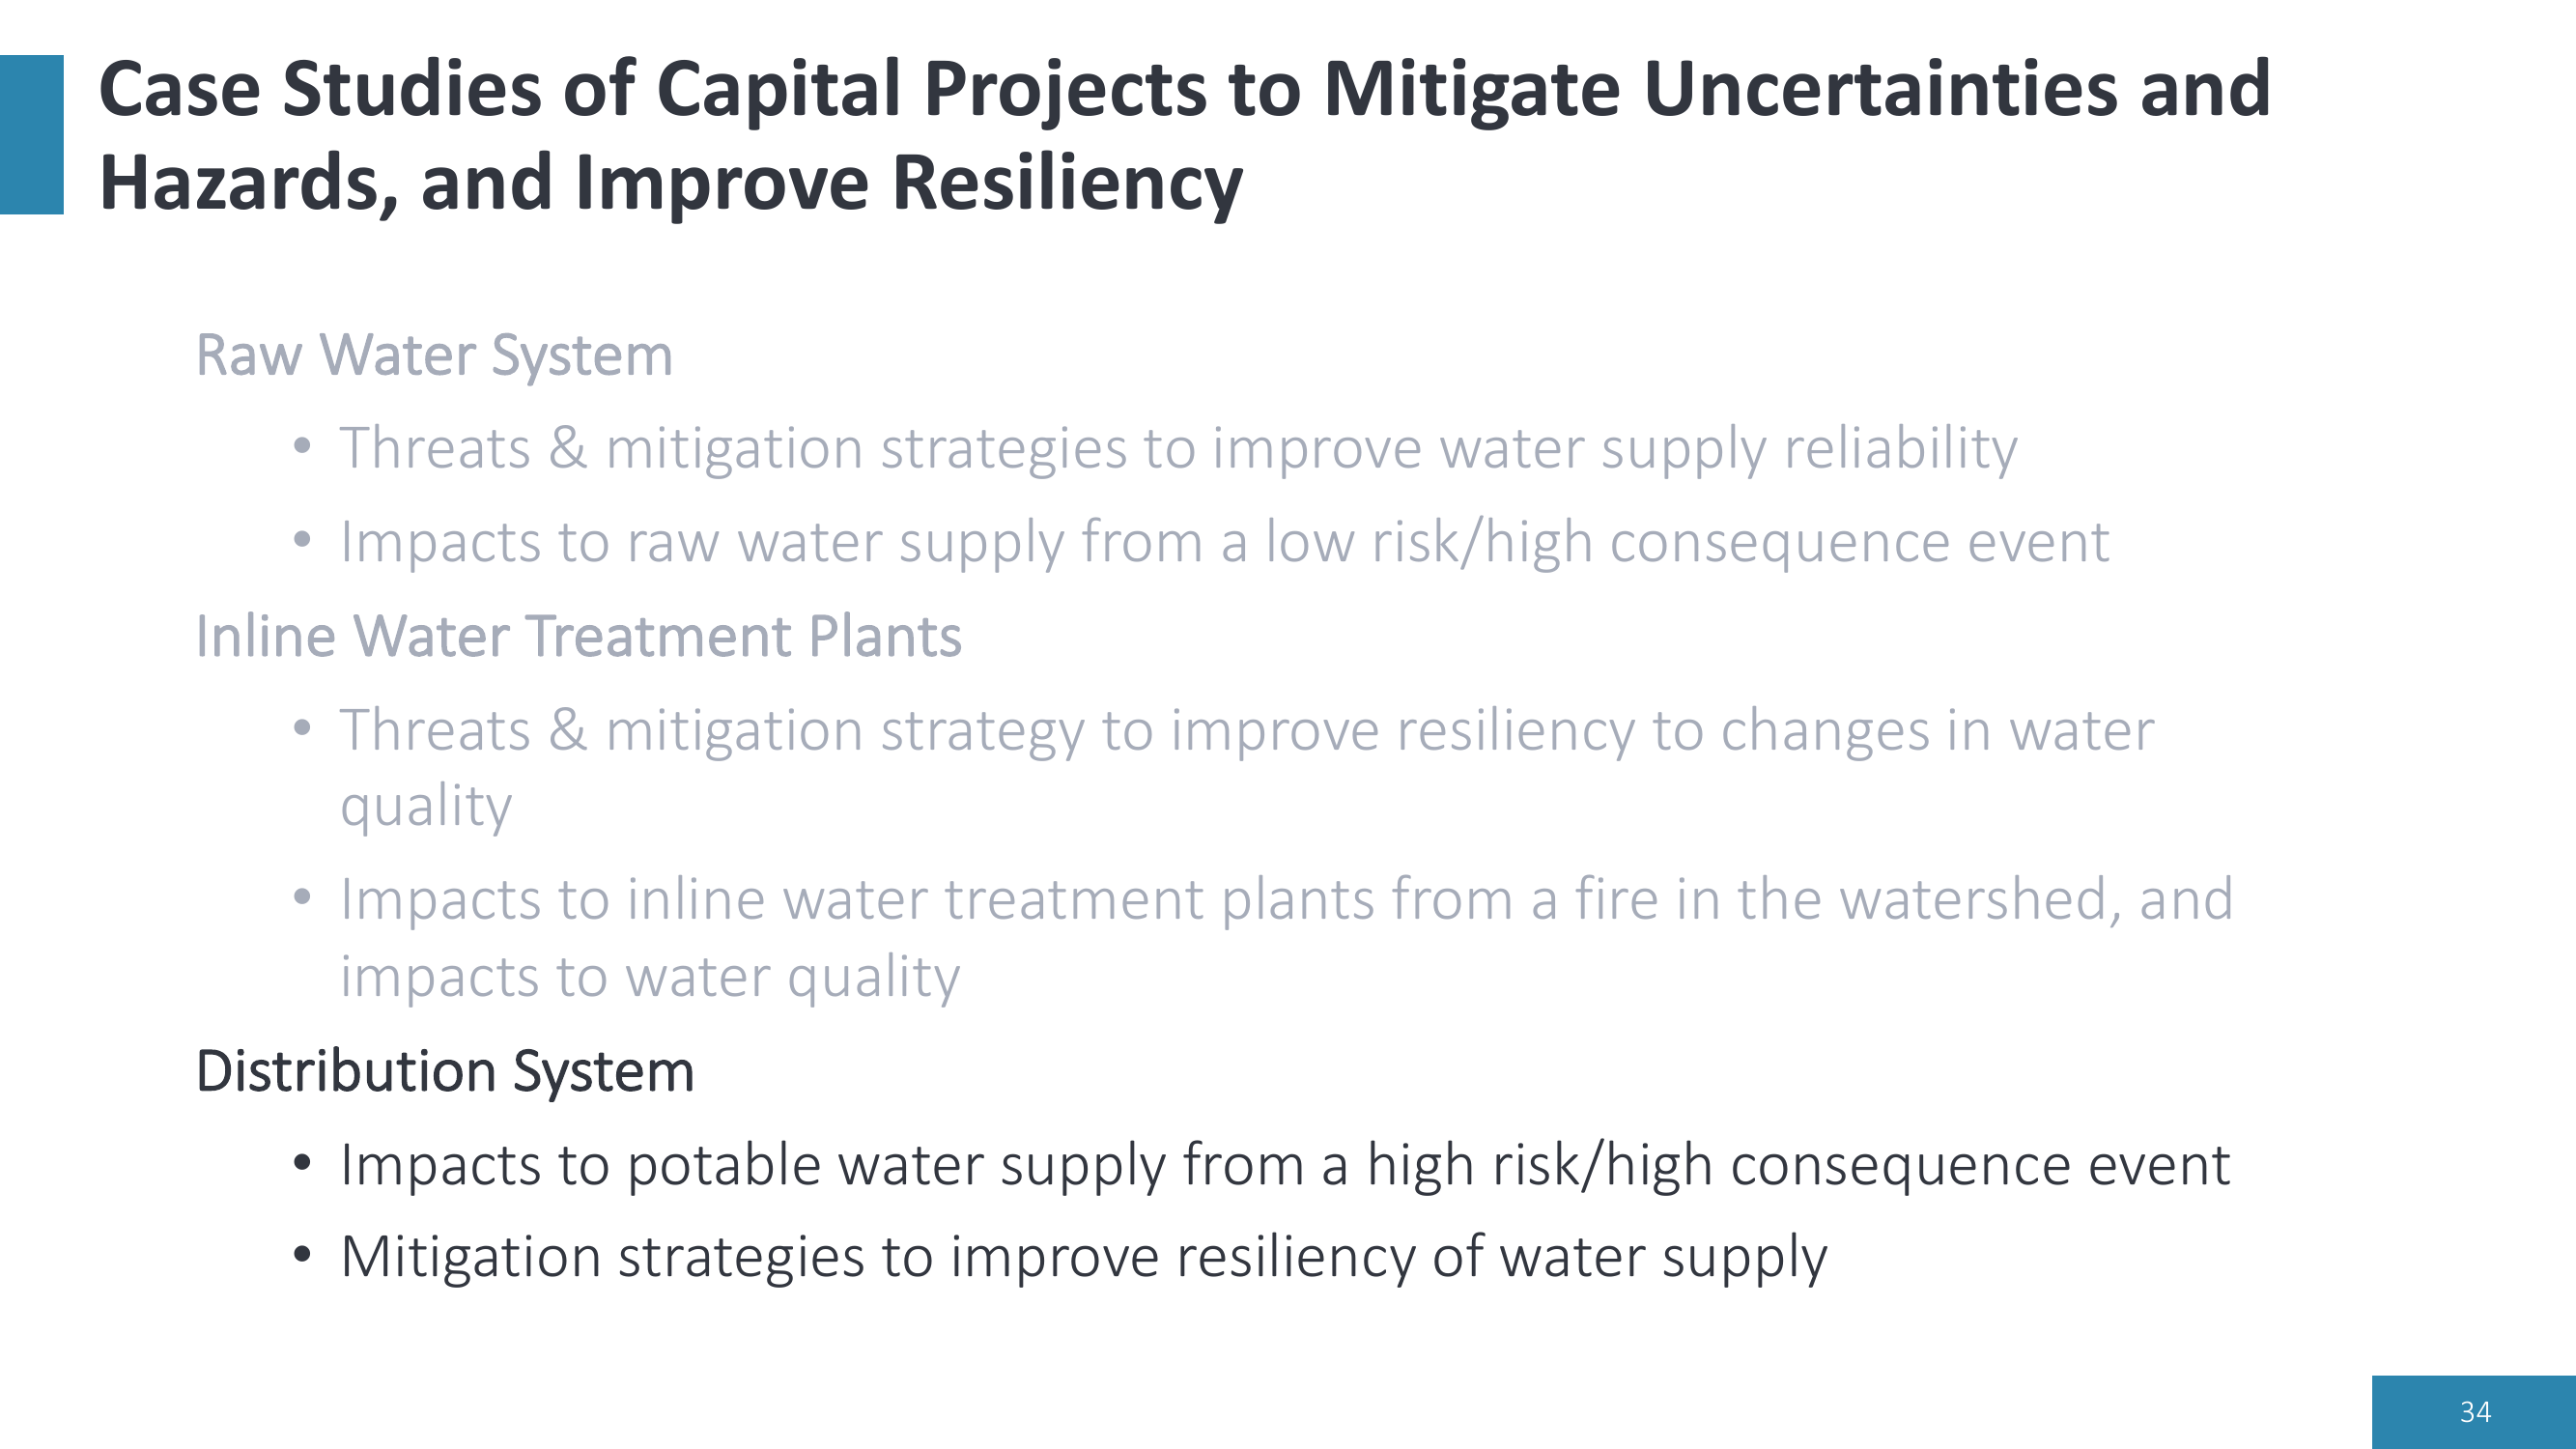 Case Studies of Capital Projects to Mitigate Uncertainties and
Hazards, and Improve Resiliency
Raw Water System
• Threats & mitigation strategies to improve water supply reliability
• Impacts to raw water supply from a low risk/high consequence event
Inline Water Treatment Plants
• Threats & mitigation strategy to improve resiliency to changes in water
quality
• Impacts to inline water treatment plants from a fire in the watershed, and
impacts to water quality
Distribution System
• Impacts to potable water supply from a high risk/high consequence event
• Mitigation strategies to improve resiliency of water supply
34